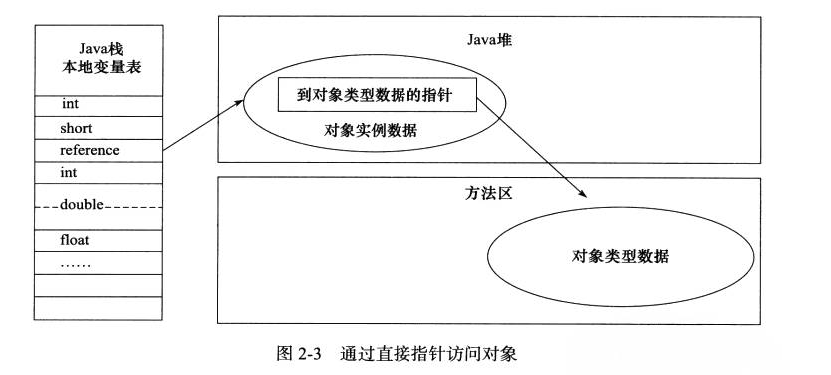 Java栈
本地变量表
int
short
reference
int
double
float
……
Java堆
到对象类型数据的指针
对象实例数据
方法区
对象类型数据
图 2-3 通过直接指针访问对象